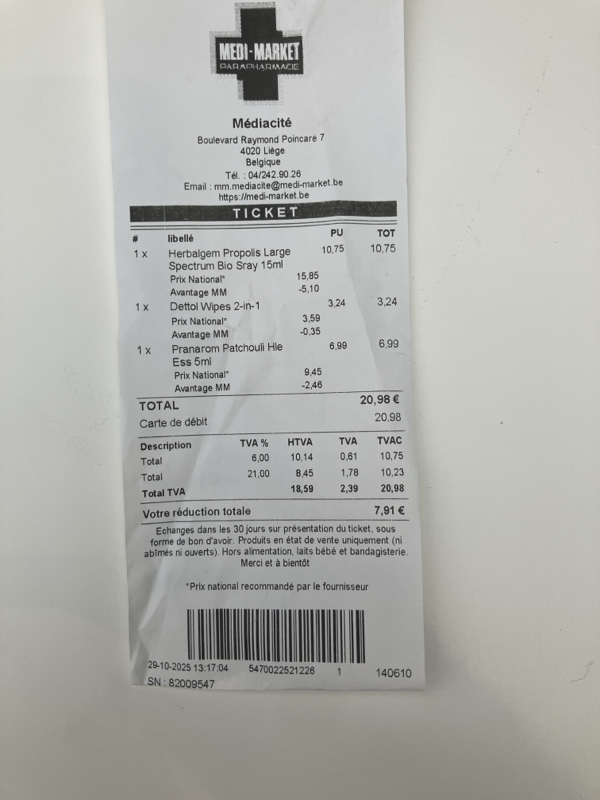 MEDI-MARKET
PARAPHARMACIE
Médiacité
Boulevard Raymond Poincaré 7
4020 Liège
Belgique
Tél. : 04/242.90.26
Email : mm.mediacite@medi-market.be
https://medi-market.be
TICKET
# libellé PU TOT
1 x Herbalgem Propolis Large 10,75 10,75
Spectrum Bio Sray 15ml
Prix National* 15,85
Avantage MM -5,10
1 x Dettol Wipes 2-in-1 3,24 3,24
Prix National* 3,59
Avantage MM -0,35
1 x Pranarom Patchouli Hle 6,99 6,99
Ess 5ml
Prix National* 9,45
Avantage MM -2,46
TOTAL 20,98 €
Carte de débit 20,98
Description TVA % HTVA TVA TVAC
Total 6,00 10,14 0,61 10,75
Total 21,00 8,45 1,78 10,23
Total TVA 18,59 2,39 20,98
Votre réduction totale 7,91 €
Echanges dans les 30 jours sur présentation du ticket, sous
forme de bon d'avoir. Produits en état de vente uniquement (ni
abîmés ni ouverts). Hors alimentation, laits bébé et bandagisterie.
Merci et à bientôt
*Prix national recommandé par le fournisseur
29-10-2025 13:17:04 5470022521226 1 140610
SN : 82009547